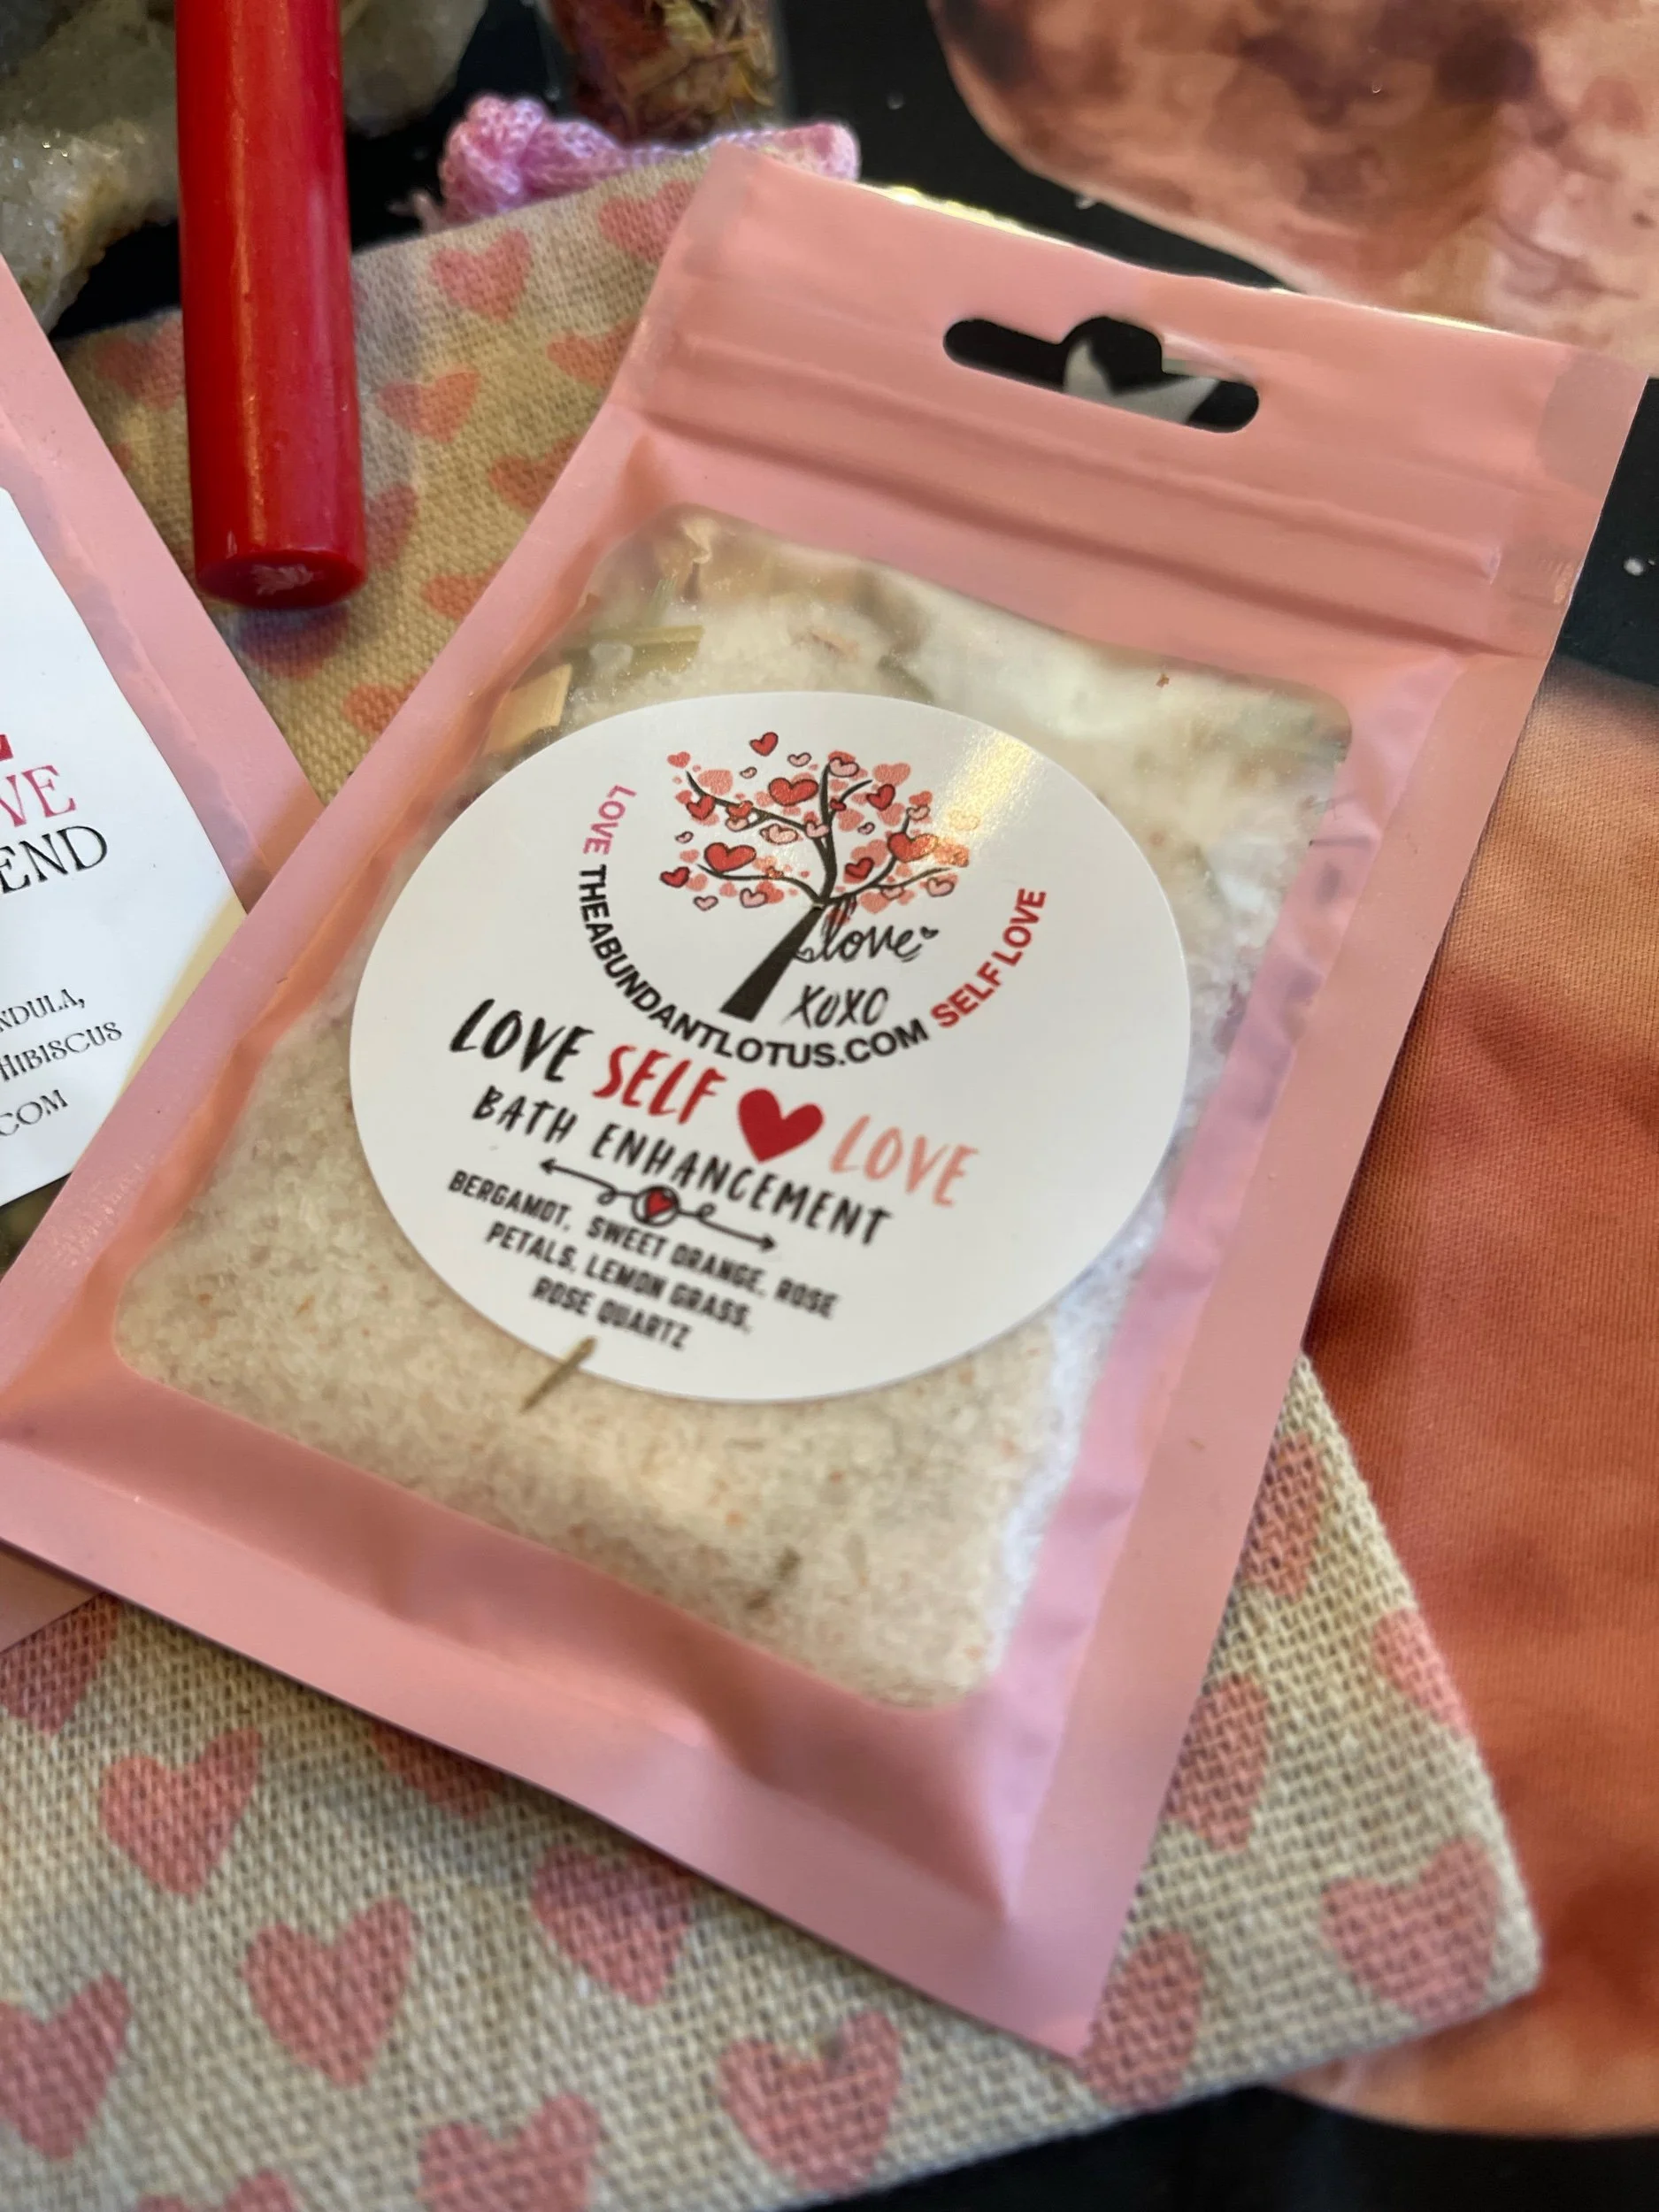 love
XOXO
LOVE THEABUNDANTLOTUS.COM SELF LOVE
LOVE SELF LOVE
BATH ENHANCEMENT
BERGAMOT, SWEET ORANGE, ROSE
PETALS, LEMON GRASS,
ROSE QUARTZ
VE
END
NDULA,
HIBISCUS
.COM